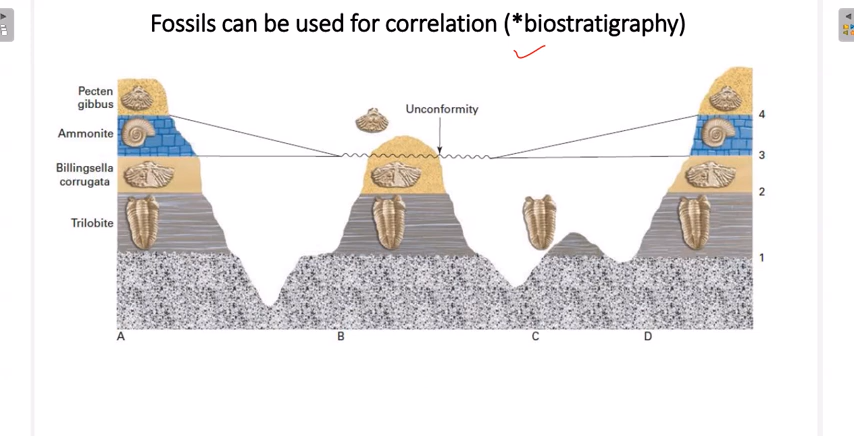 Fossils can be used for correlation (*biostratigraphy)
Pecten
gibbus
Unconformity
4
Ammonite
3
Billingsella
corrugata
2
Trilobite
1
A B C D